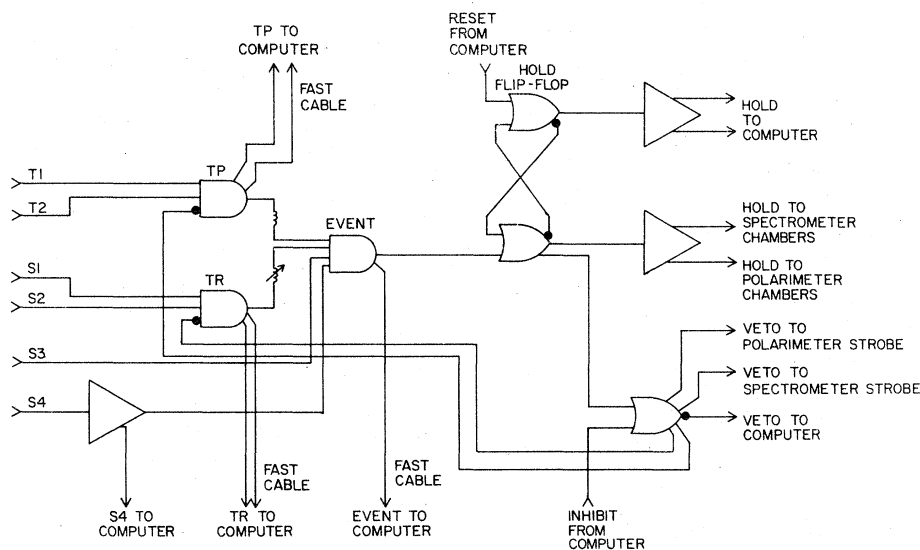 RESET
FROM
COMPUTER
TP TO
COMPUTER
HOLD
FLIP-FLOP
FAST
CABLE
HOLD
TO
COMPUTER
T1
TP
T2
EVENT
HOLD TO
SPECTROMETER
CHAMBERS
HOLD TO
POLARIMETER
CHAMBERS
S1
TR
S2
S3
S4
VETO TO
POLARIMETER STROBE
VETO TO
SPECTROMETER STROBE
VETO TO
COMPUTER
FAST
CABLE
FAST
CABLE
S4 TO
COMPUTER
TR TO
COMPUTER
EVENT TO
COMPUTER
INHIBIT
FROM
COMPUTER